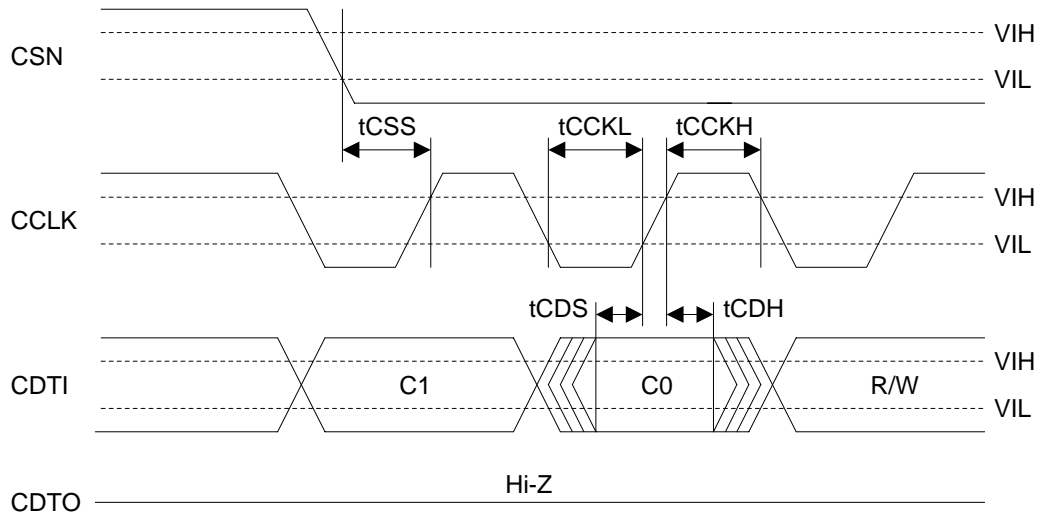 CSN
VIH
VIL
tCSS
tCCKL
tCCKH
CCLK
VIH
VIL
tCDS
tCDH
CDTI
C1
C0
R/W
VIH
VIL
CDTO
Hi-Z